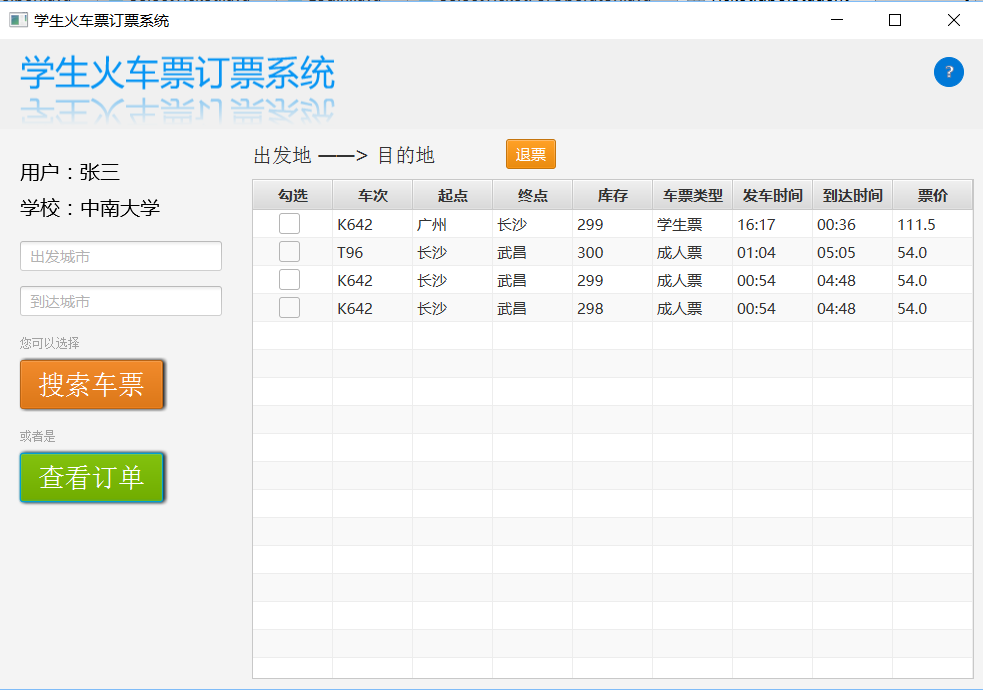 学生火车票订票系统
学生火车票订票系统
?
用户：张三
学校：中南大学
出发城市
到达城市
您可以选择
搜索车票
或者是
查看订单
出发地 ——> 目的地 退票
勾选 车次 起点 终点 库存 车票类型 发车时间 到达时间 票价
K642 广州 长沙 299 学生票 16:17 00:36 111.5
T96 长沙 武昌 300 成人票 01:04 05:05 54.0
K642 长沙 武昌 299 成人票 00:54 04:48 54.0
K642 长沙 武昌 298 成人票 00:54 04:48 54.0